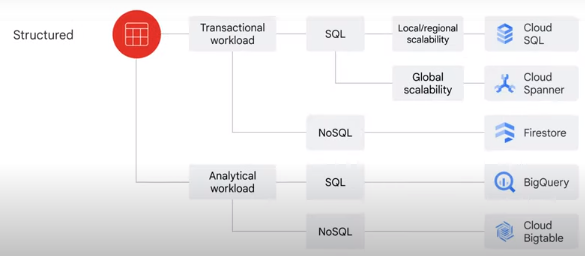 Structured
Transactional
workload
SQL
Local/regional
scalability
Cloud
SQL
Global
scalability
Cloud
Spanner
NoSQL
Firestore
Analytical
workload
SQL
BigQuery
NoSQL
Cloud
Bigtable